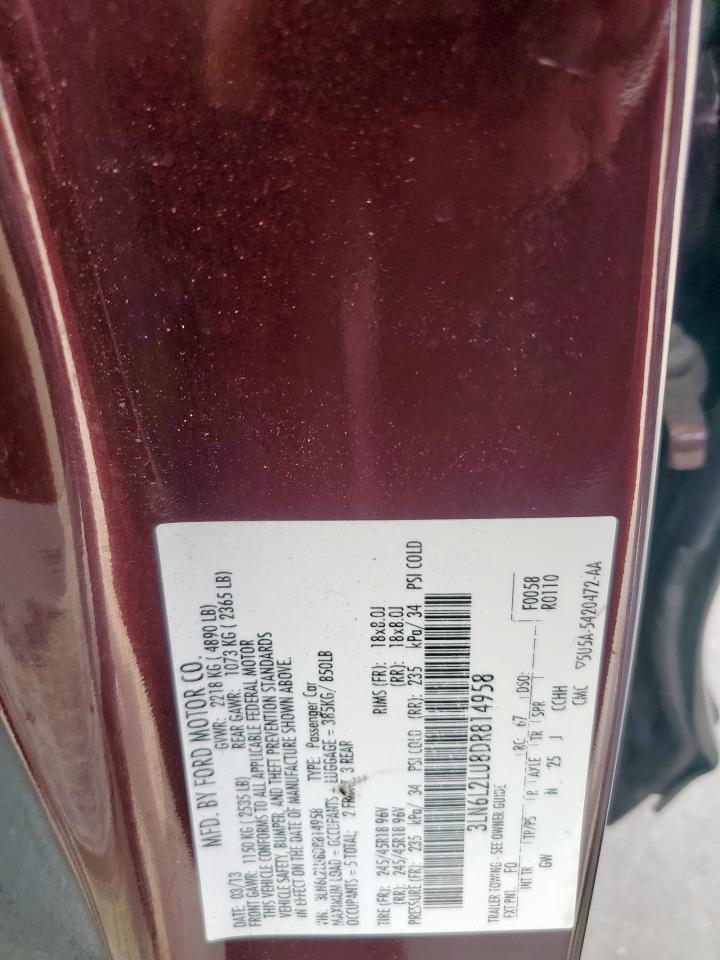 MFD. BY FORD MOTOR CO.
DATE: 03/13 GVWR: 2218 KG ( 4890 LB)
FRONT GAWR: 1150 KG ( 2535 LB) REAR GAWR: 1073 KG ( 2365 LB)
THIS VEHICLE CONFORMS TO ALL APPLICABLE FEDERAL MOTOR
VEHICLE SAFETY, BUMPER, AND THEFT PREVENTION STANDARDS
IN EFFECT ON THE DATE OF MANUFACTURE SHOWN ABOVE.
VIN: TYPE: Passenger Car
MAXIMUM LOAD = OCCUPANTS + LUGGAGE = 385KG/ 850LB
OCCUPANTS = 5 TOTAL: 2 FRONT 3 REAR
TIRE (FR): 245/45R18 96V RIMS (FR): 18x8.0J
(RR): 245/45R18 96V (RR): 18x8.0J
PRESSURE (FR): 235 kPa/ 34 PSI COLD (RR): 235 kPa/ 34 PSI COLD
3LN6L2LU8DR814958
TRAILER TOWING - SEE OWNER GUIDE
EXT PNT: FQ RC: 67 DSO: F0058
INT TR TP/PS R AXLE TR SPR R0110
GW N 25 J CCHH
CMC ▽5U5A-5420472-AA